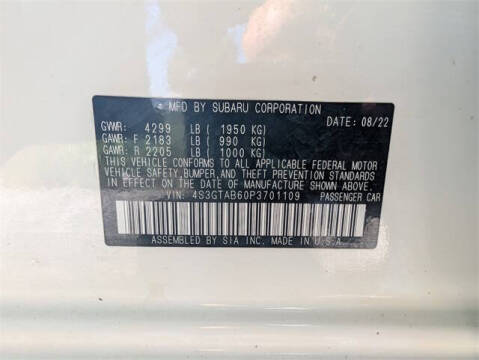 MFD BY SUBARU CORPORATION
DATE: 08/22
GVWR: 4299 LB ( 1950 KG)
GAWR: F 2183 LB ( 990 KG)
GAWR: R 2205 LB ( 1000 KG)
THIS VEHICLE CONFORMS TO ALL APPLICABLE FEDERAL MOTOR
VEHICLE SAFETY,BUMPER,AND THEFT PREVENTION STANDARDS
IN EFFECT ON THE DATE OF MANUFACTURE SHOWN ABOVE.
VIN: 4S3GTAB60P3701109 PASSENGER CAR
ASSEMBLED BY SIA INC. MADE IN U.S.A